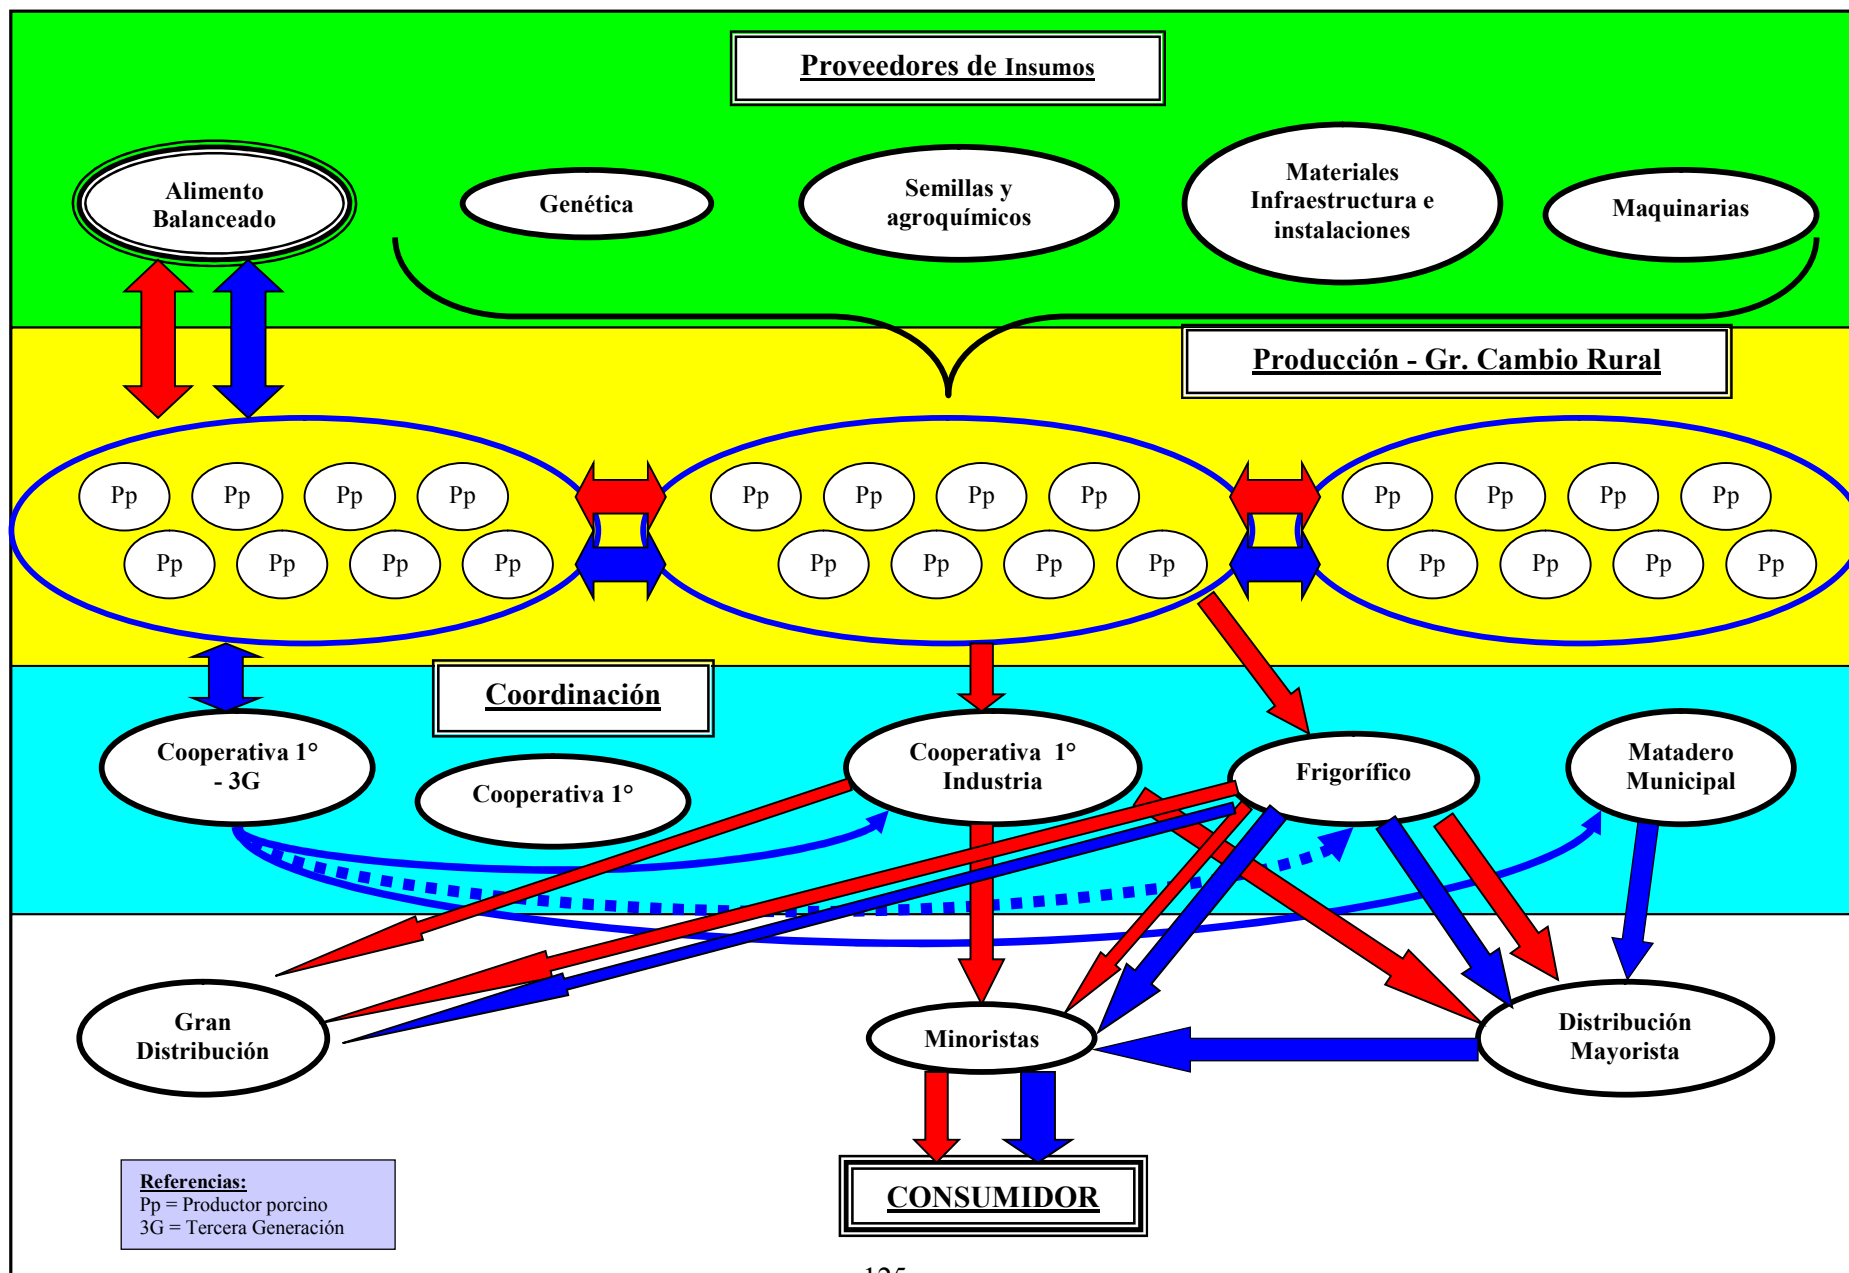 Proveedores de Insumos
Alimento
Balanceado
Genética
Semillas y
agroquímicos
Materiales
Infraestructura e
instalaciones
Maquinarias
Producción - Gr. Cambio Rural
Pp Pp Pp Pp Pp Pp Pp Pp Pp Pp Pp Pp
Pp Pp Pp Pp Pp Pp Pp Pp Pp Pp Pp Pp
Coordinación
Cooperativa 1°
- 3G
Cooperativa 1°
Cooperativa 1°
Industria
Frigorífico
Matadero
Municipal
Gran
Distribución
Minoristas
Distribución
Mayorista
CONSUMIDOR
Referencias:
Pp = Productor porcino
3G = Tercera Generación
125